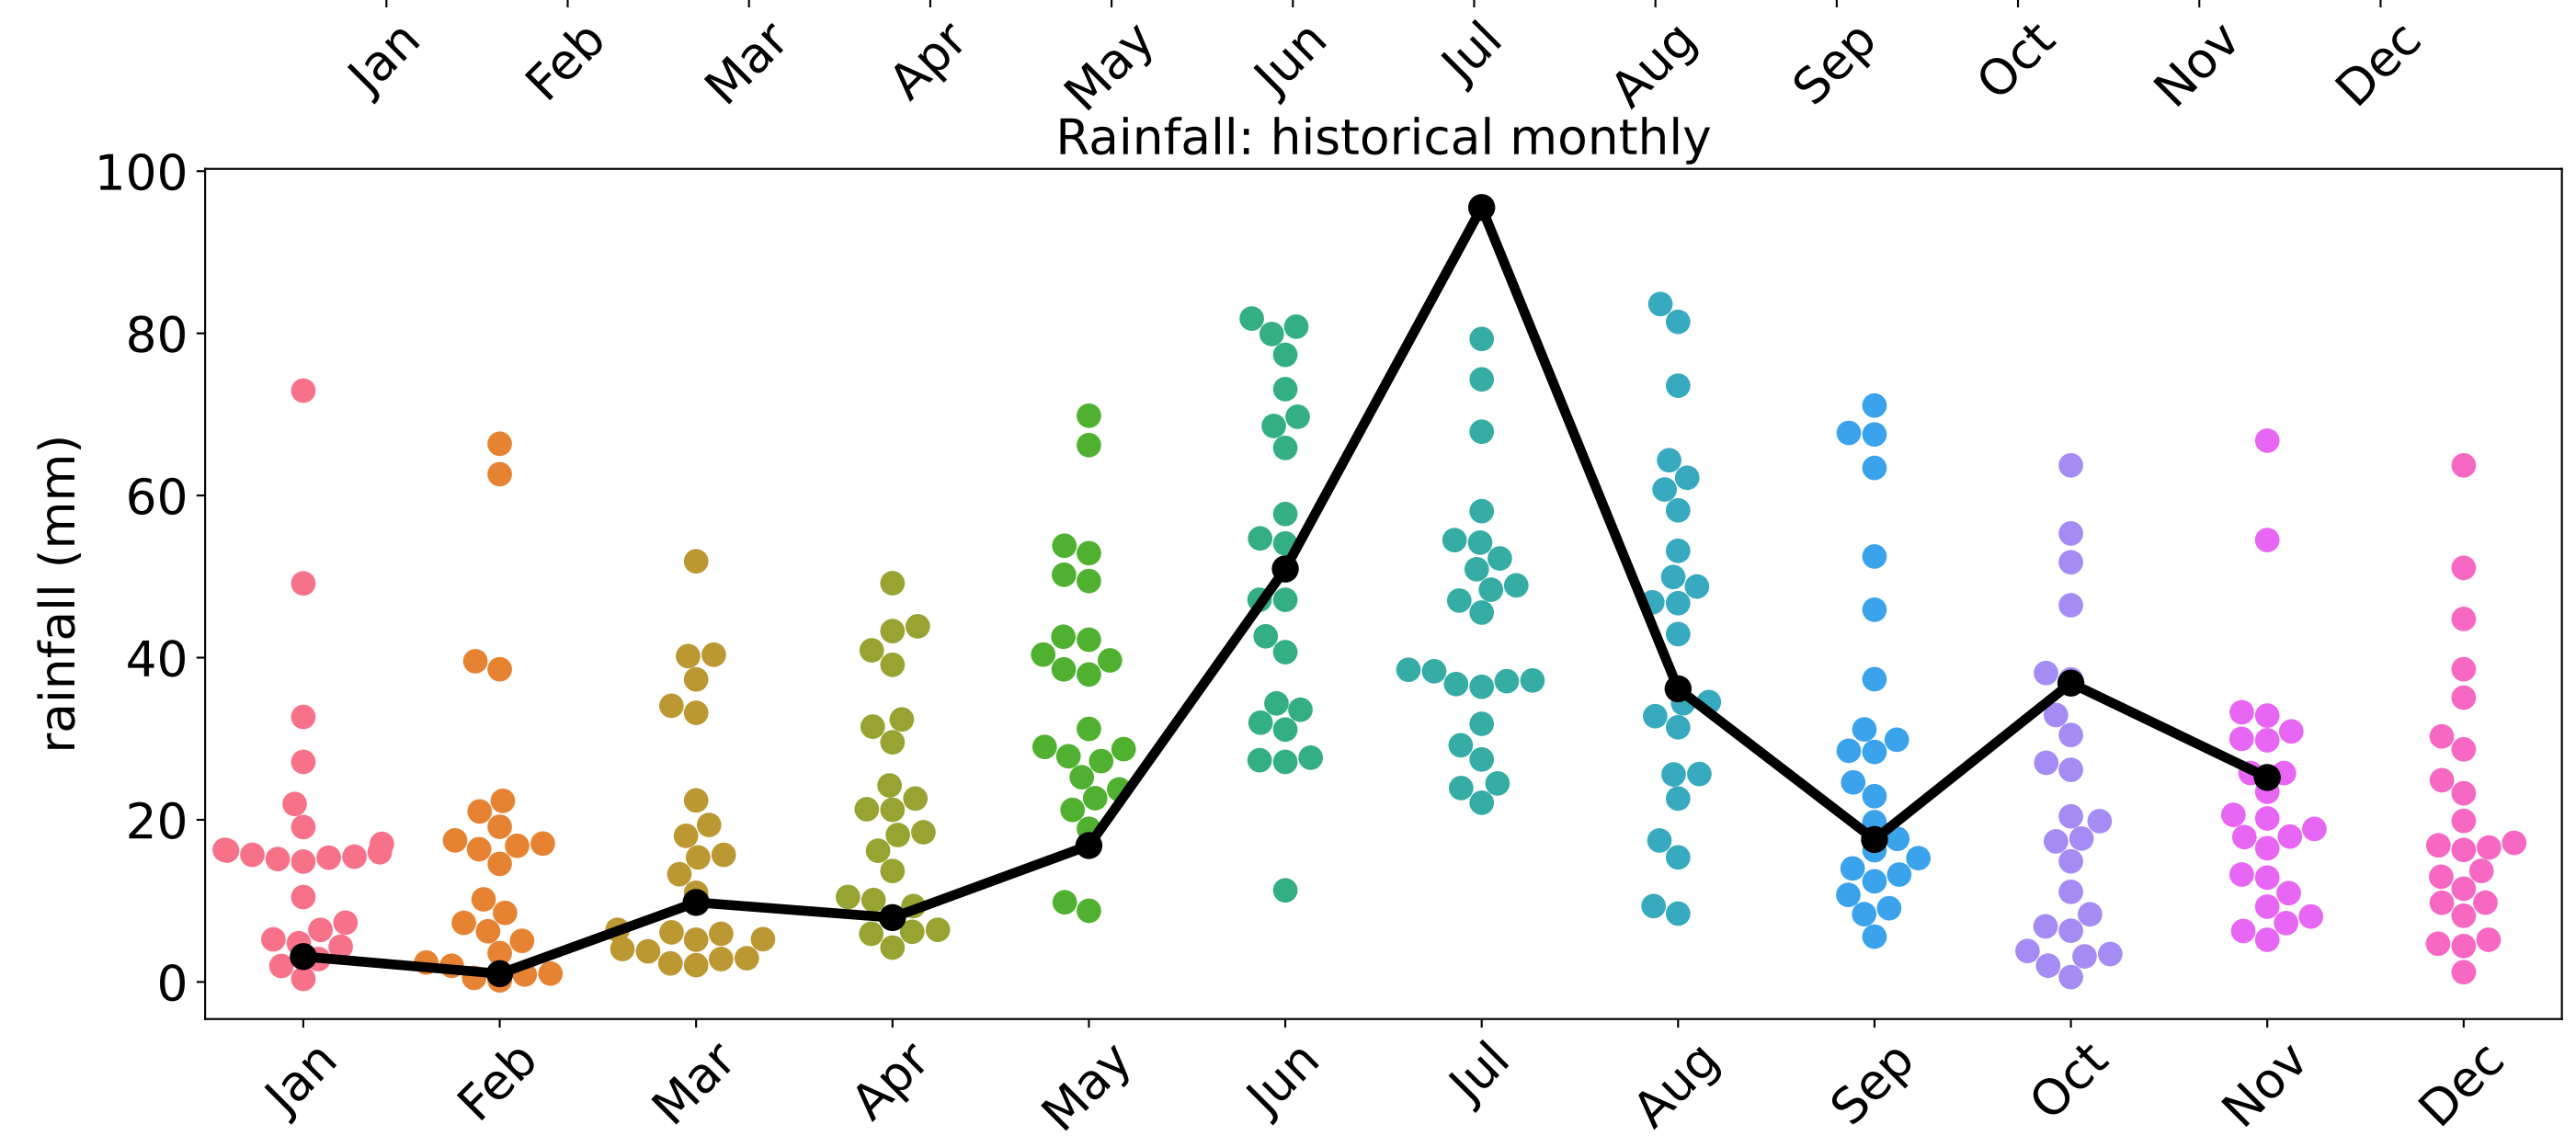 Jan Feb Mar Apr May Jun Jul Aug Sep Oct Nov Dec
Rainfall: historical monthly
100
80
60
40
20
0
rainfall (mm)
Jan Feb Mar Apr May Jun Jul Aug Sep Oct Nov Dec